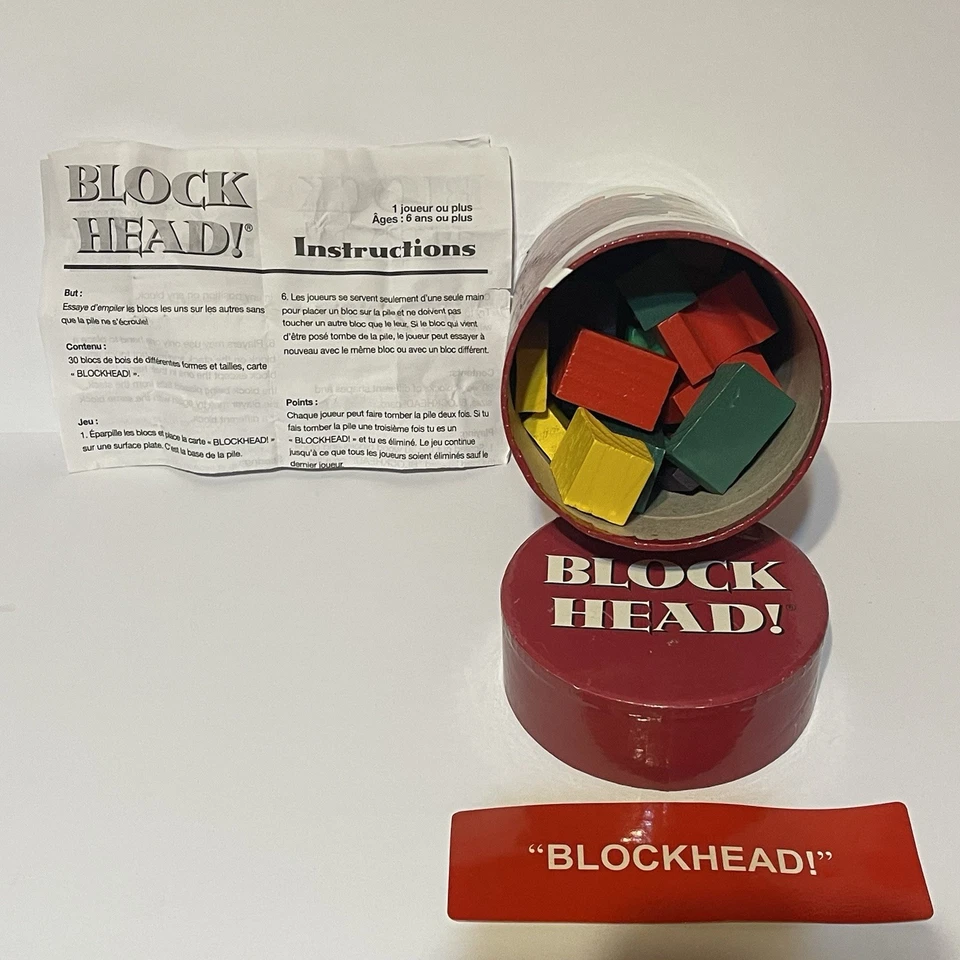 BLOCK
HEAD!®
1 joueur ou plus
Âges : 6 ans ou plus
Instructions
But :
Essaye d'empiler les blocs les uns sur les autres sans
que la pile ne s'écroule!
Contenu :
30 blocs de bois de différentes formes et tailles, carte
« BLOCKHEAD! ».
Jeu :
1. Éparpille les blocs et place la carte « BLOCKHEAD! »
sur une surface plate. C'est la base de la pile.
6. Les joueurs se servent seulement d'une seule main
pour placer un bloc sur la pile et ne doivent pas
toucher un autre bloc que le leur. Si le bloc qui vient
d'être posé tombe de la pile, le joueur peut essayer à
nouveau avec le même bloc ou avec un bloc différent.
Points :
Chaque joueur peut faire tomber la pile deux fois. Si tu
fais tomber la pile une troisième fois tu es un
« BLOCKHEAD! » et tu es éliminé. Le jeu continue
jusqu'à ce que tous les joueurs soient éliminés sauf le
dernier joueur.
BLOCK
HEAD!®
“BLOCKHEAD!”